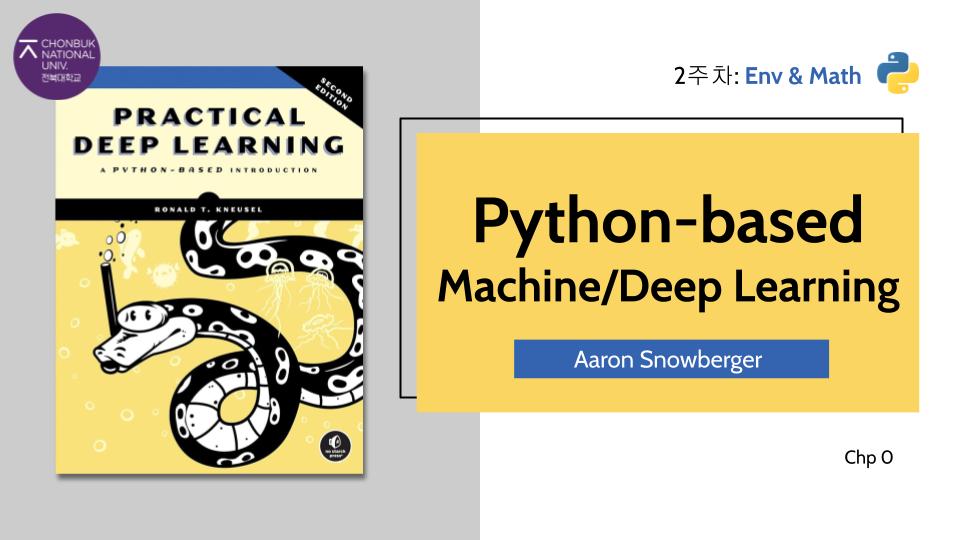 CHONBUK
NATIONAL
UNIV.
전북대학교
SECOND
EDITION
PRACTICAL
DEEP LEARNING
A PYTHON-BASED INTRODUCTION
RONALD T. KNEUSEL
no starch
press
2주차: Env & Math
Python-based
Machine/Deep Learning
Aaron Snowberger
Chp 0